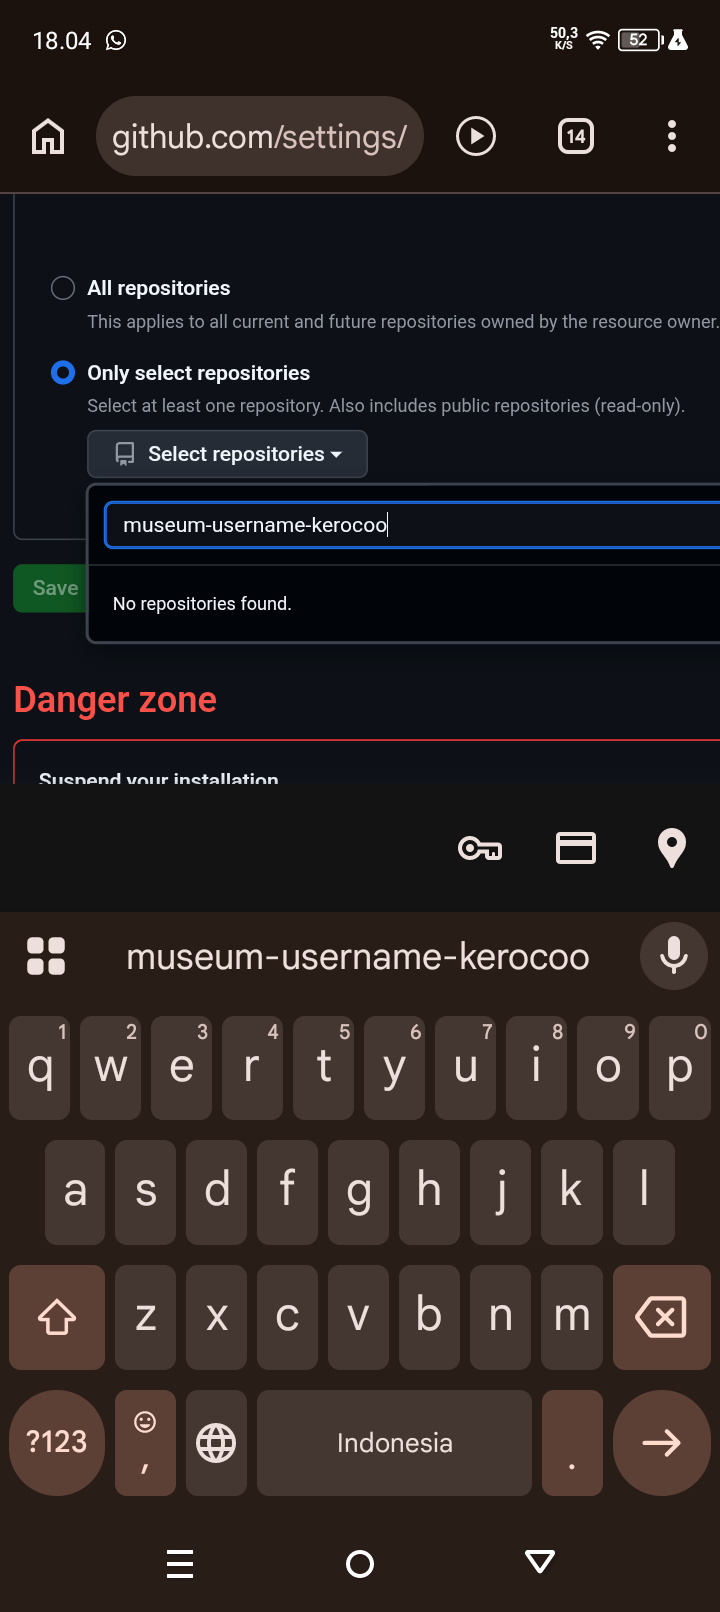 18.04
50,3
K/S
52
github.com/settings/
14
All repositories
This applies to all current and future repositories owned by the resource owner.
Only select repositories
Select at least one repository. Also includes public repositories (read-only).
Select repositories
museum-username-kerocoo
Save
No repositories found.
Danger zone
Suspend your installation
museum-username-kerocoo
1 2 3 4 5 6 7 8 9 0
q w e r t y u i o p
a s d f g h j k l
z x c v b n m
?123 , Indonesia .